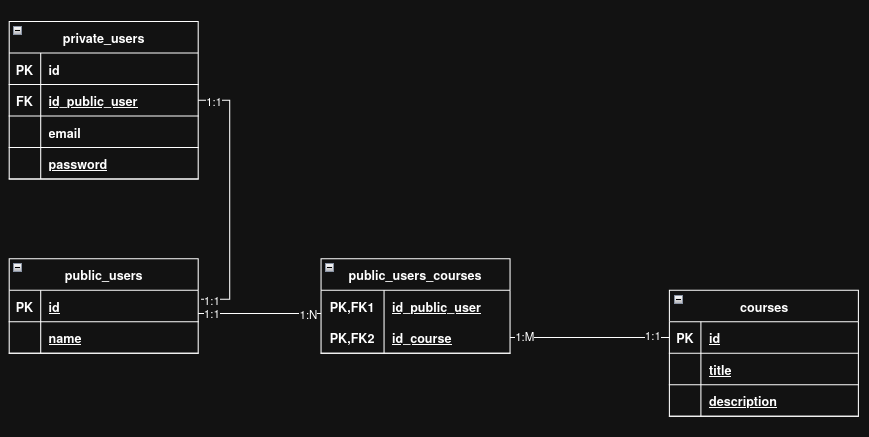 private_users
PK id
FK id_public_user
1:1
email
password
public_users
PK id
name
1:1
1:1
1:N
public_users_courses
PK,FK1 id_public_user
PK,FK2 id_course
1:M
1:1
courses
PK id
title
description